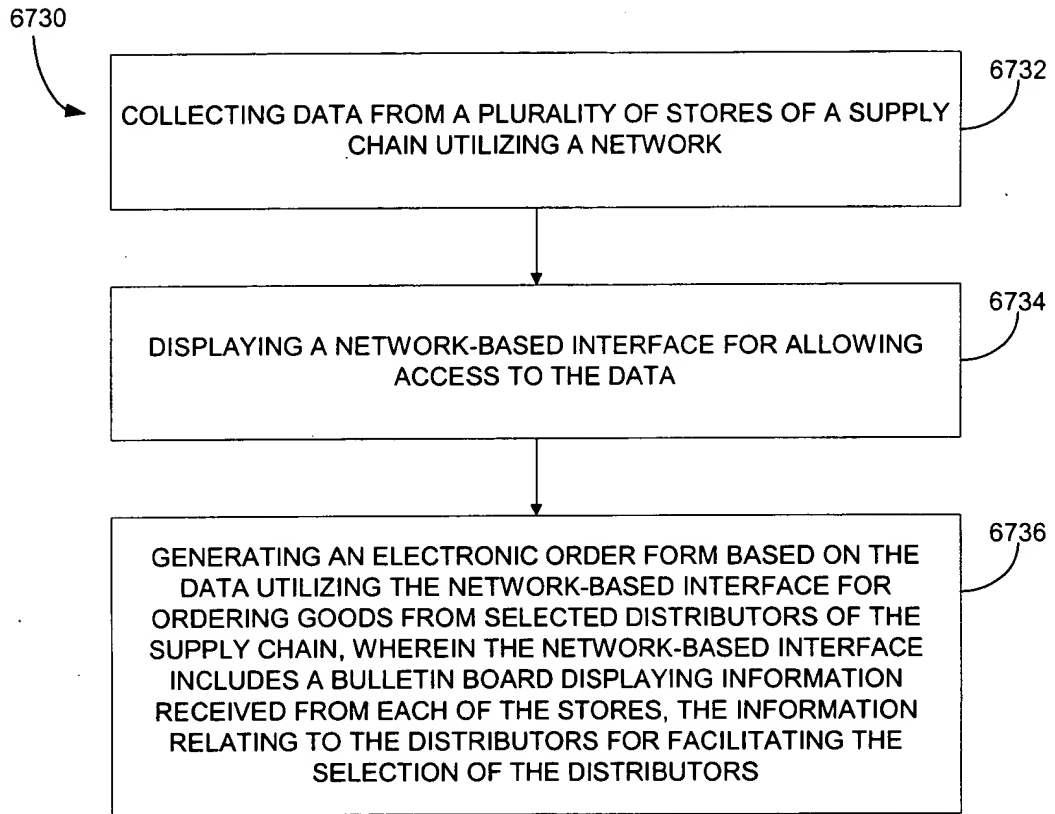 6730
6732
COLLECTING DATA FROM A PLURALITY OF STORES OF A SUPPLY
CHAIN UTILIZING A NETWORK
6734
DISPLAYING A NETWORK-BASED INTERFACE FOR ALLOWING
ACCESS TO THE DATA
6736
GENERATING AN ELECTRONIC ORDER FORM BASED ON THE
DATA UTILIZING THE NETWORK-BASED INTERFACE FOR
ORDERING GOODS FROM SELECTED DISTRIBUTORS OF THE
SUPPLY CHAIN, WHEREIN THE NETWORK-BASED INTERFACE
INCLUDES A BULLETIN BOARD DISPLAYING INFORMATION
RECEIVED FROM EACH OF THE STORES, THE INFORMATION
RELATING TO THE DISTRIBUTORS FOR FACILITATING THE
SELECTION OF THE DISTRIBUTORS